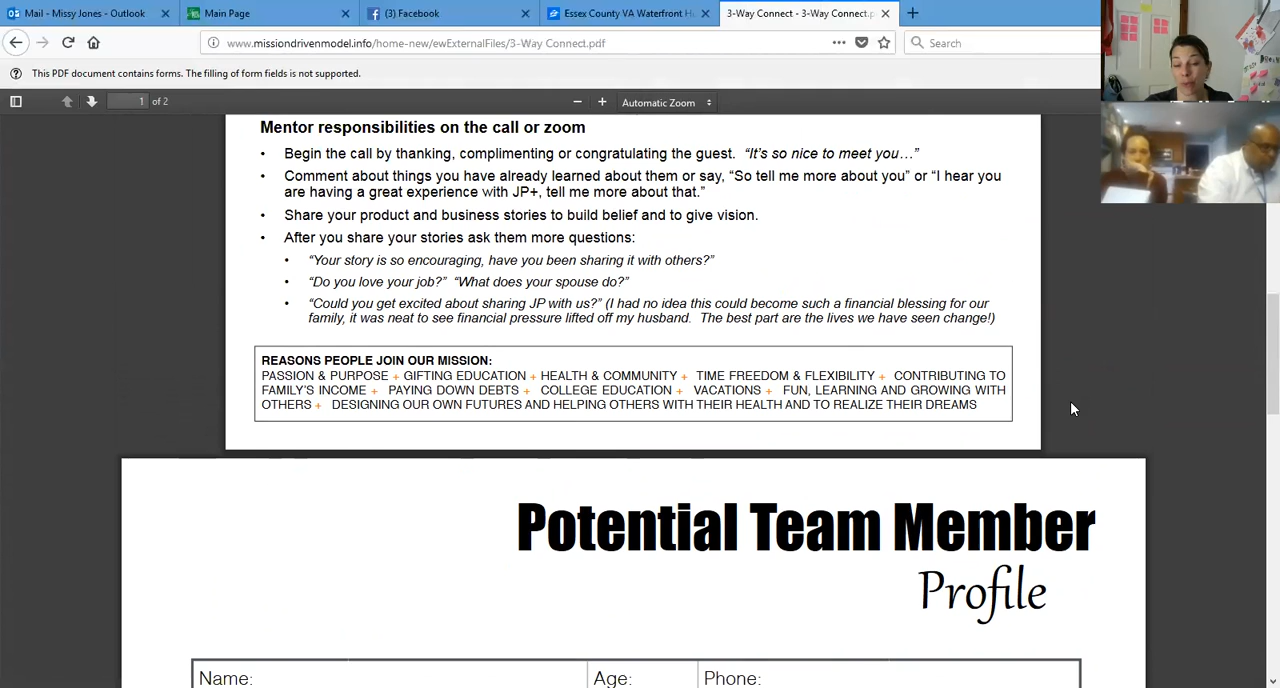 Mail - Missy Jones - Outlook
Main Page
(3) Facebook
Essex County VA Waterfront H
3-Way Connect - 3-Way Connect.p
www.missiondrivenmodel.info/home-new/ewExternalFiles/3-Way Connect.pdf
Search
This PDF document contains forms. The filling of form fields is not supported.
1 of 2
Automatic Zoom
Mentor responsibilities on the call or zoom
• Begin the call by thanking, complimenting or congratulating the guest. “It’s so nice to meet you…”
• Comment about things you have already learned about them or say, “So tell me more about you” or “I hear you
are having a great experience with JP+, tell me more about that.”
• Share your product and business stories to build belief and to give vision.
• After you share your stories ask them more questions:
• “Your story is so encouraging, have you been sharing it with others?”
• “Do you love your job?” “What does your spouse do?”
• “Could you get excited about sharing JP with us?” (I had no idea this could become such a financial blessing for our
family, it was neat to see financial pressure lifted off my husband. The best part are the lives we have seen change!)
REASONS PEOPLE JOIN OUR MISSION:
PASSION & PURPOSE + GIFTING EDUCATION + HEALTH & COMMUNITY + TIME FREEDOM & FLEXIBILITY + CONTRIBUTING TO
FAMILY’S INCOME + PAYING DOWN DEBTS + COLLEGE EDUCATION + VACATIONS + FUN, LEARNING AND GROWING WITH
OTHERS + DESIGNING OUR OWN FUTURES AND HELPING OTHERS WITH THEIR HEALTH AND TO REALIZE THEIR DREAMS
Potential Team Member
Profile
Name:
Age:
Phone: